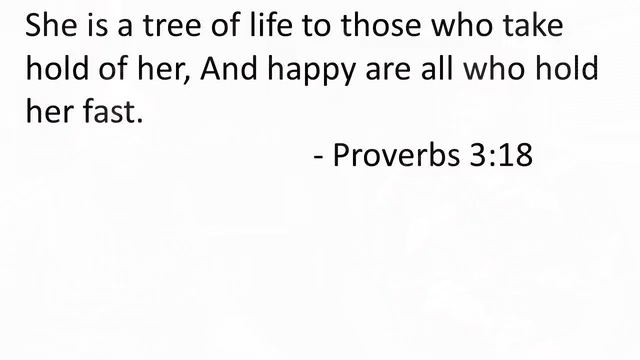 She is a tree of life to those who take
hold of her, And happy are all who hold
her fast.
- Proverbs 3:18